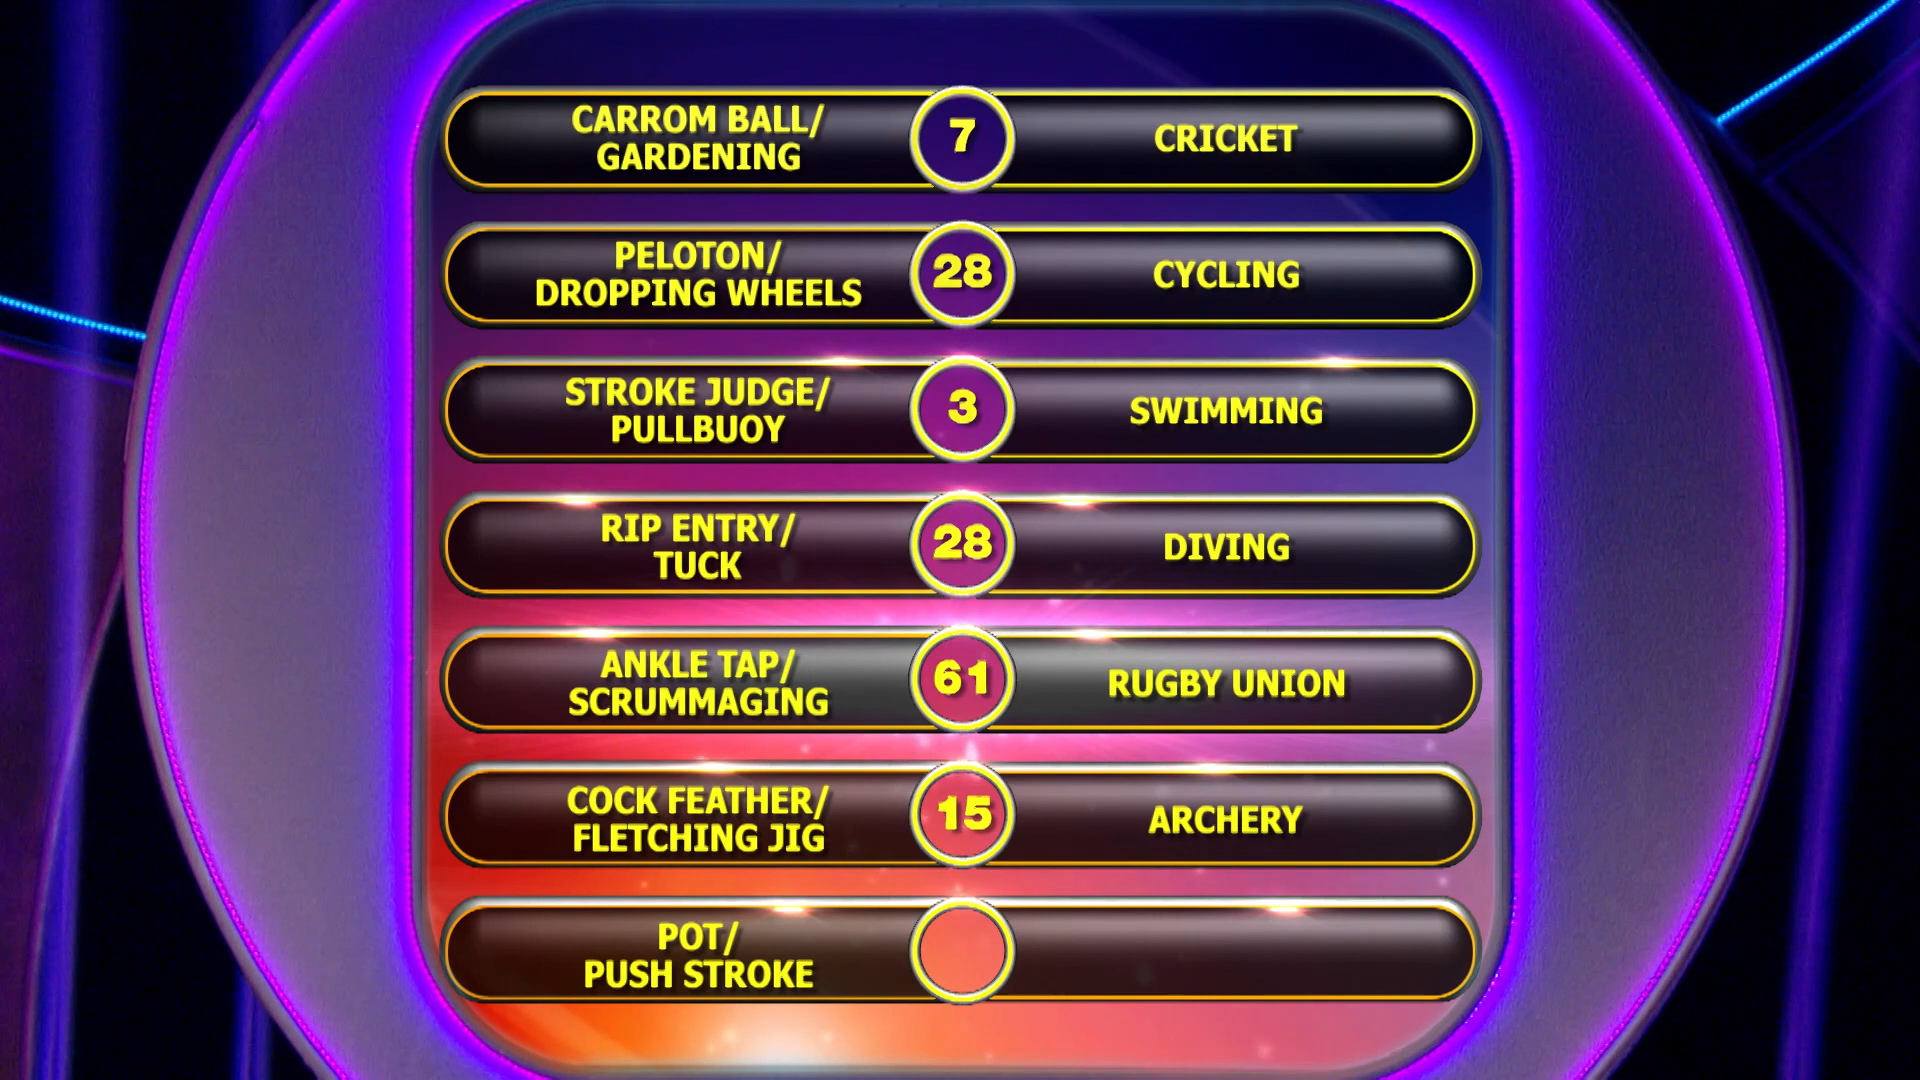 CARROM BALL/
GARDENING
7
CRICKET
PELOTON/
DROPPING WHEELS
28
CYCLING
STROKE JUDGE/
PULLBUOY
3
SWIMMING
RIP ENTRY/
TUCK
28
DIVING
ANKLE TAP/
SCRUMMAGING
61
RUGBY UNION
COCK FEATHER/
FLETCHING JIG
15
ARCHERY
POT/
PUSH STROKE